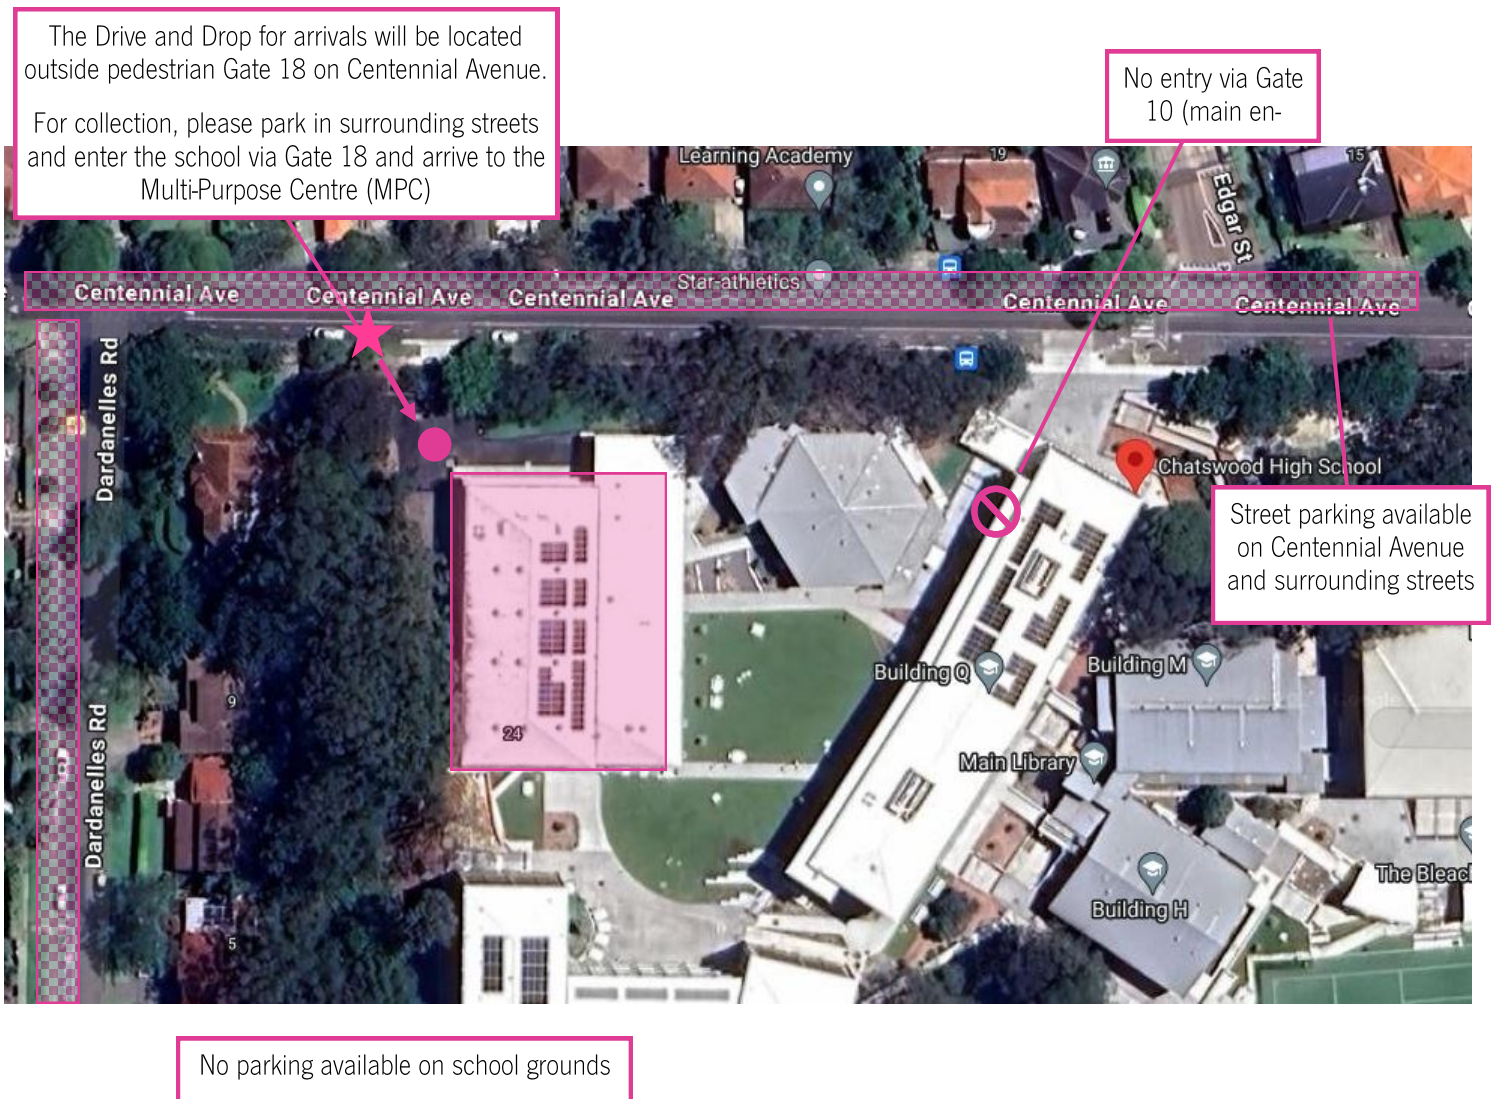 The Drive and Drop for arrivals will be located
outside pedestrian Gate 18 on Centennial Avenue.
For collection, please park in surrounding streets
and enter the school via Gate 18 and arrive to the
Multi-Purpose Centre (MPC)
No entry via Gate
10 (main en-
Learning Academy
19
15
Edgar St
Star-athletics
Centennial Ave
Centennial Ave
Centennial Ave
Centennial Ave
Centennial Ave
Dardanelles Rd
Chatswood High School
Street parking available
on Centennial Avenue
and surrounding streets
Building Q
Building M
9
24
Main Library
Dardanelles Rd
The Bleac
Building H
5
No parking available on school grounds